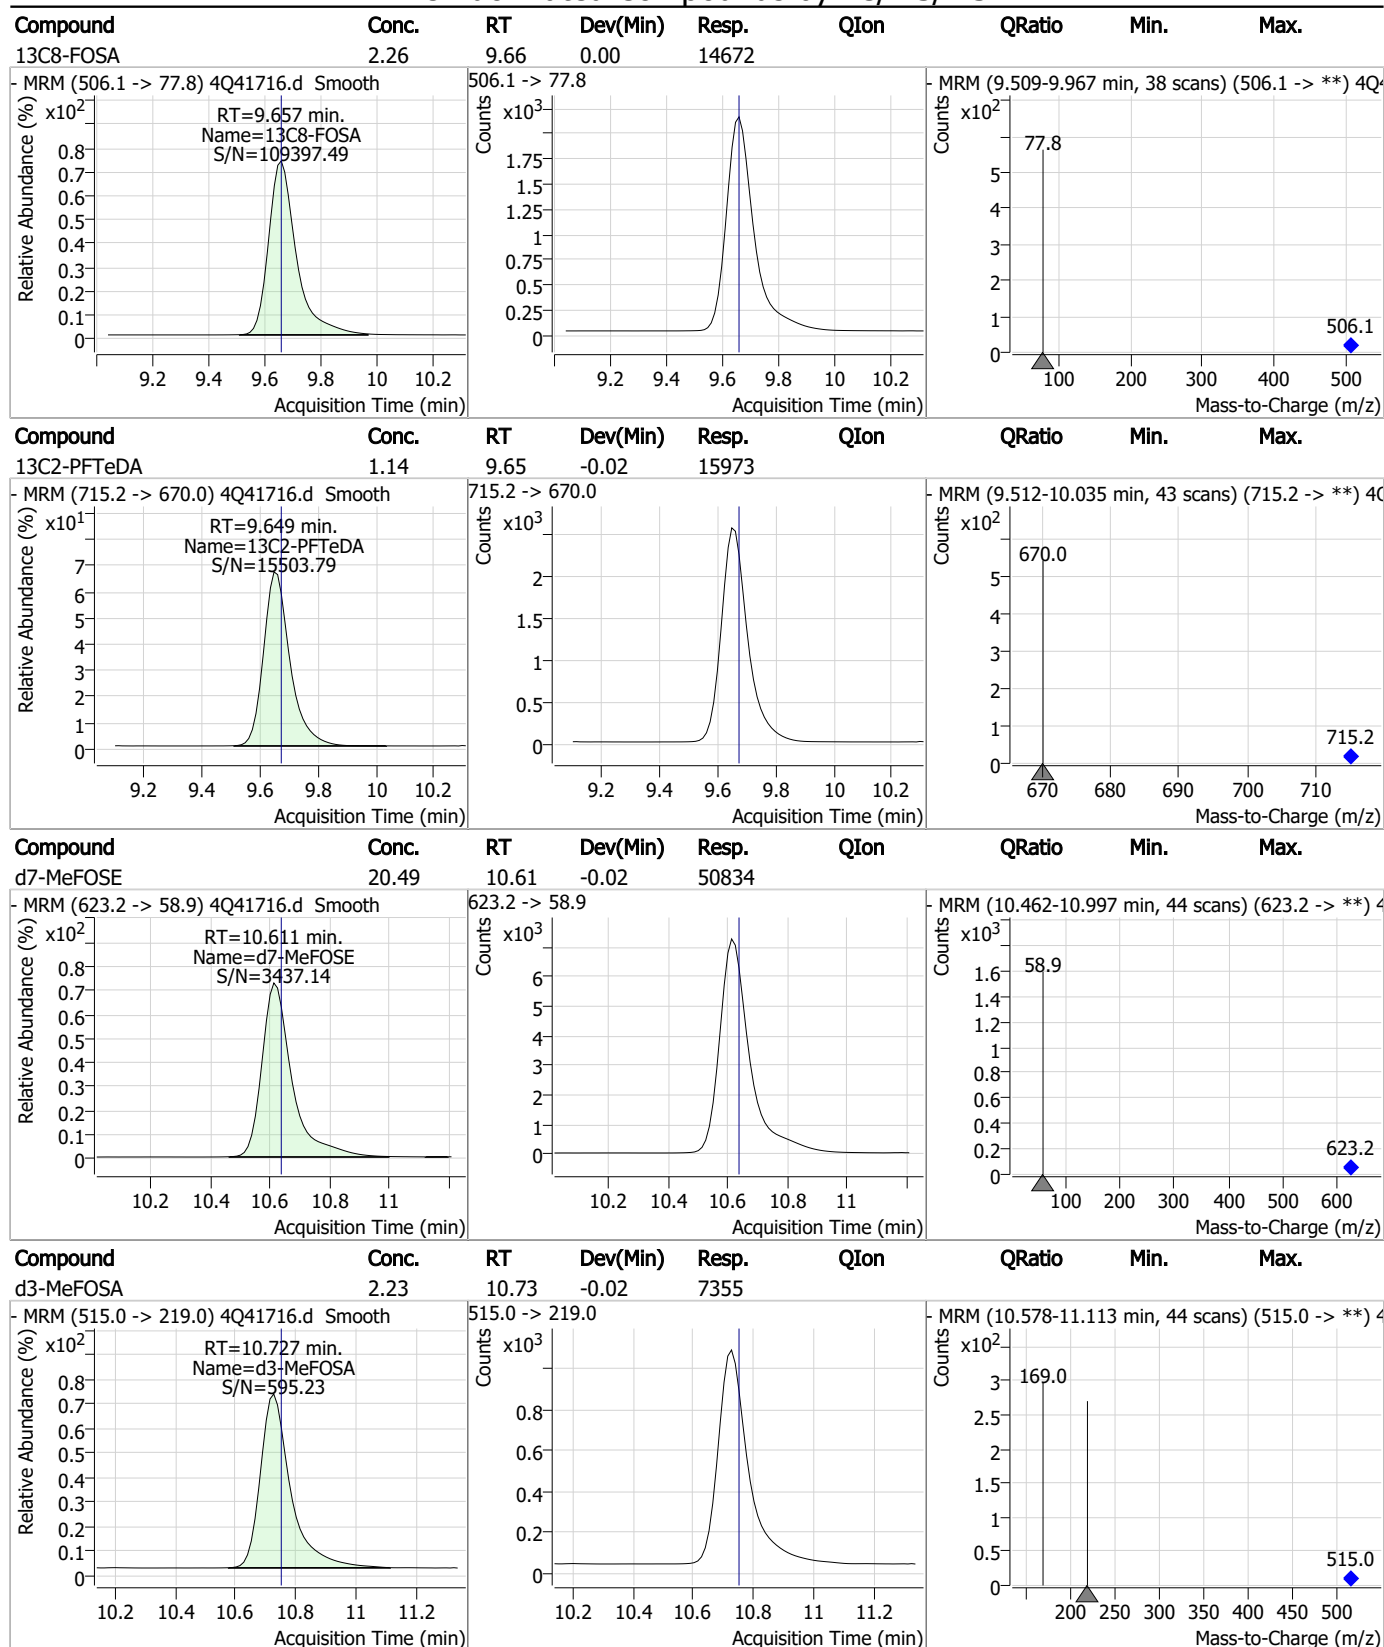 Compound Conc. RT Dev(Min) Resp. QIon QRatio Min. Max.
13C8-FOSA 2.26 9.66 0.00 14672
- MRM (506.1 -> 77.8) 4Q41716.d Smooth 506.1 -> 77.8 - MRM (9.509-9.967 min, 38 scans) (506.1 -> **) 4Q4
Relative Abundance (%) x10² RT=9.657 min. Counts x10³ Counts x10²
Name=13C8-FOSA
S/N=109397.49 77.8
0.8 0.7 0.6 0.5 0.4 0.3 0.2 0.1 0
1.75 1.5 1.25 1 0.75 0.5 0.25 0
5 4 3 2 1 0
506.1
9.2 9.4 9.6 9.8 10 10.2 9.2 9.4 9.6 9.8 10 10.2 100 200 300 400 500
Acquisition Time (min) Acquisition Time (min) Mass-to-Charge (m/z)
Compound Conc. RT Dev(Min) Resp. QIon QRatio Min. Max.
13C2-PFTeDA 1.14 9.65 -0.02 15973
- MRM (715.2 -> 670.0) 4Q41716.d Smooth 715.2 -> 670.0 - MRM (9.512-10.035 min, 43 scans) (715.2 -> **)
Relative Abundance (%) x10¹ RT=9.649 min. Counts x10³ Counts x10²
Name=13C2-PFTeDA
S/N=15503.79 670.0
7 6 5 4 3 2 1 0
2 1.5 1 0.5 0
5 4 3 2 1 0
715.2
9.2 9.4 9.6 9.8 10 10.2 9.2 9.4 9.6 9.8 10 10.2 670 680 690 700 710
Acquisition Time (min) Acquisition Time (min) Mass-to-Charge (m/z)
Compound Conc. RT Dev(Min) Resp. QIon QRatio Min. Max.
d7-MeFOSE 20.49 10.61 -0.02 50834
- MRM (623.2 -> 58.9) 4Q41716.d Smooth 623.2 -> 58.9 - MRM (10.462-10.997 min, 44 scans) (623.2 -> **) 4
Relative Abundance (%) x10² RT=10.611 min. Counts x10³ Counts x10³
Name=d7-MeFOSE
S/N=3437.14 58.9
0.8 0.7 0.6 0.5 0.4 0.3 0.2 0.1 0
6 5 4 3 2 1 0
1.6 1.4 1.2 1 0.8 0.6 0.4 0.2 0
623.2
10.2 10.4 10.6 10.8 11 10.2 10.4 10.6 10.8 11 100 200 300 400 500 600
Acquisition Time (min) Acquisition Time (min) Mass-to-Charge (m/z)
Compound Conc. RT Dev(Min) Resp. QIon QRatio Min. Max.
d3-MeFOSA 2.23 10.73 -0.02 7355
- MRM (515.0 -> 219.0) 4Q41716.d Smooth 515.0 -> 219.0 - MRM (10.578-11.113 min, 44 scans) (515.0 -> **) 4
Relative Abundance (%) x10² RT=10.727 min. Counts x10³ Counts x10²
Name=d3-MeFOSA
S/N=595.23 169.0
0.8 0.7 0.6 0.5 0.4 0.3 0.2 0.1 0
0.8 0.6 0.4 0.2 0
3 2.5 2 1.5 1 0.5 0
515.0
10.2 10.4 10.6 10.8 11 11.2 10.2 10.4 10.6 10.8 11 11.2 200 250 300 350 400 450 500
Acquisition Time (min) Acquisition Time (min) Mass-to-Charge (m/z)